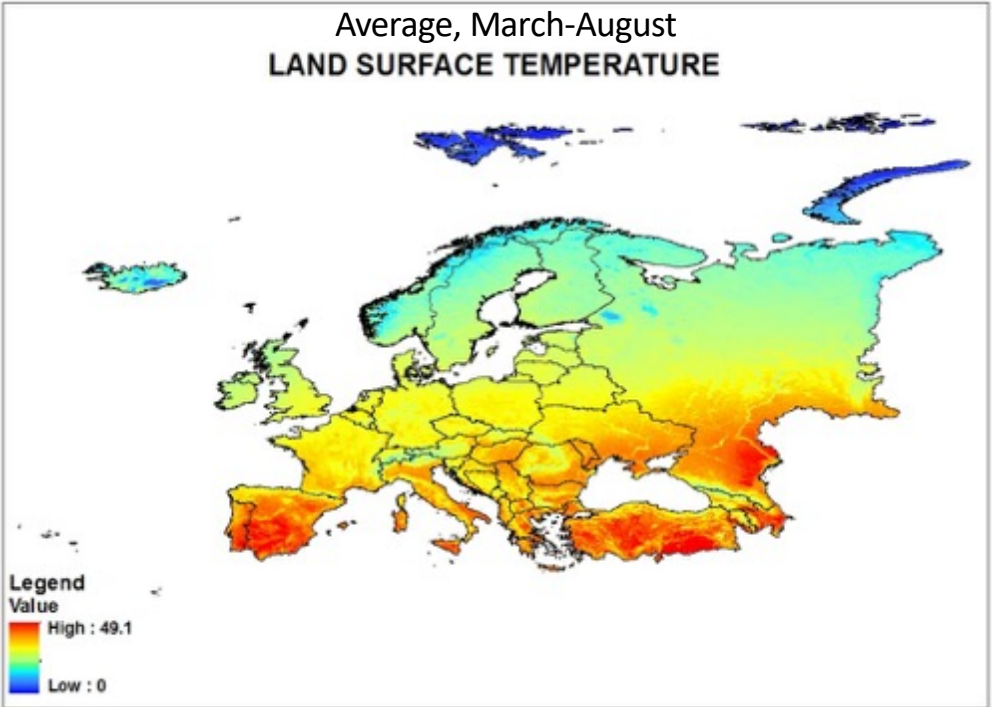 Average, March-August
LAND SURFACE TEMPERATURE
Legend
Value
High : 49.1
Low : 0